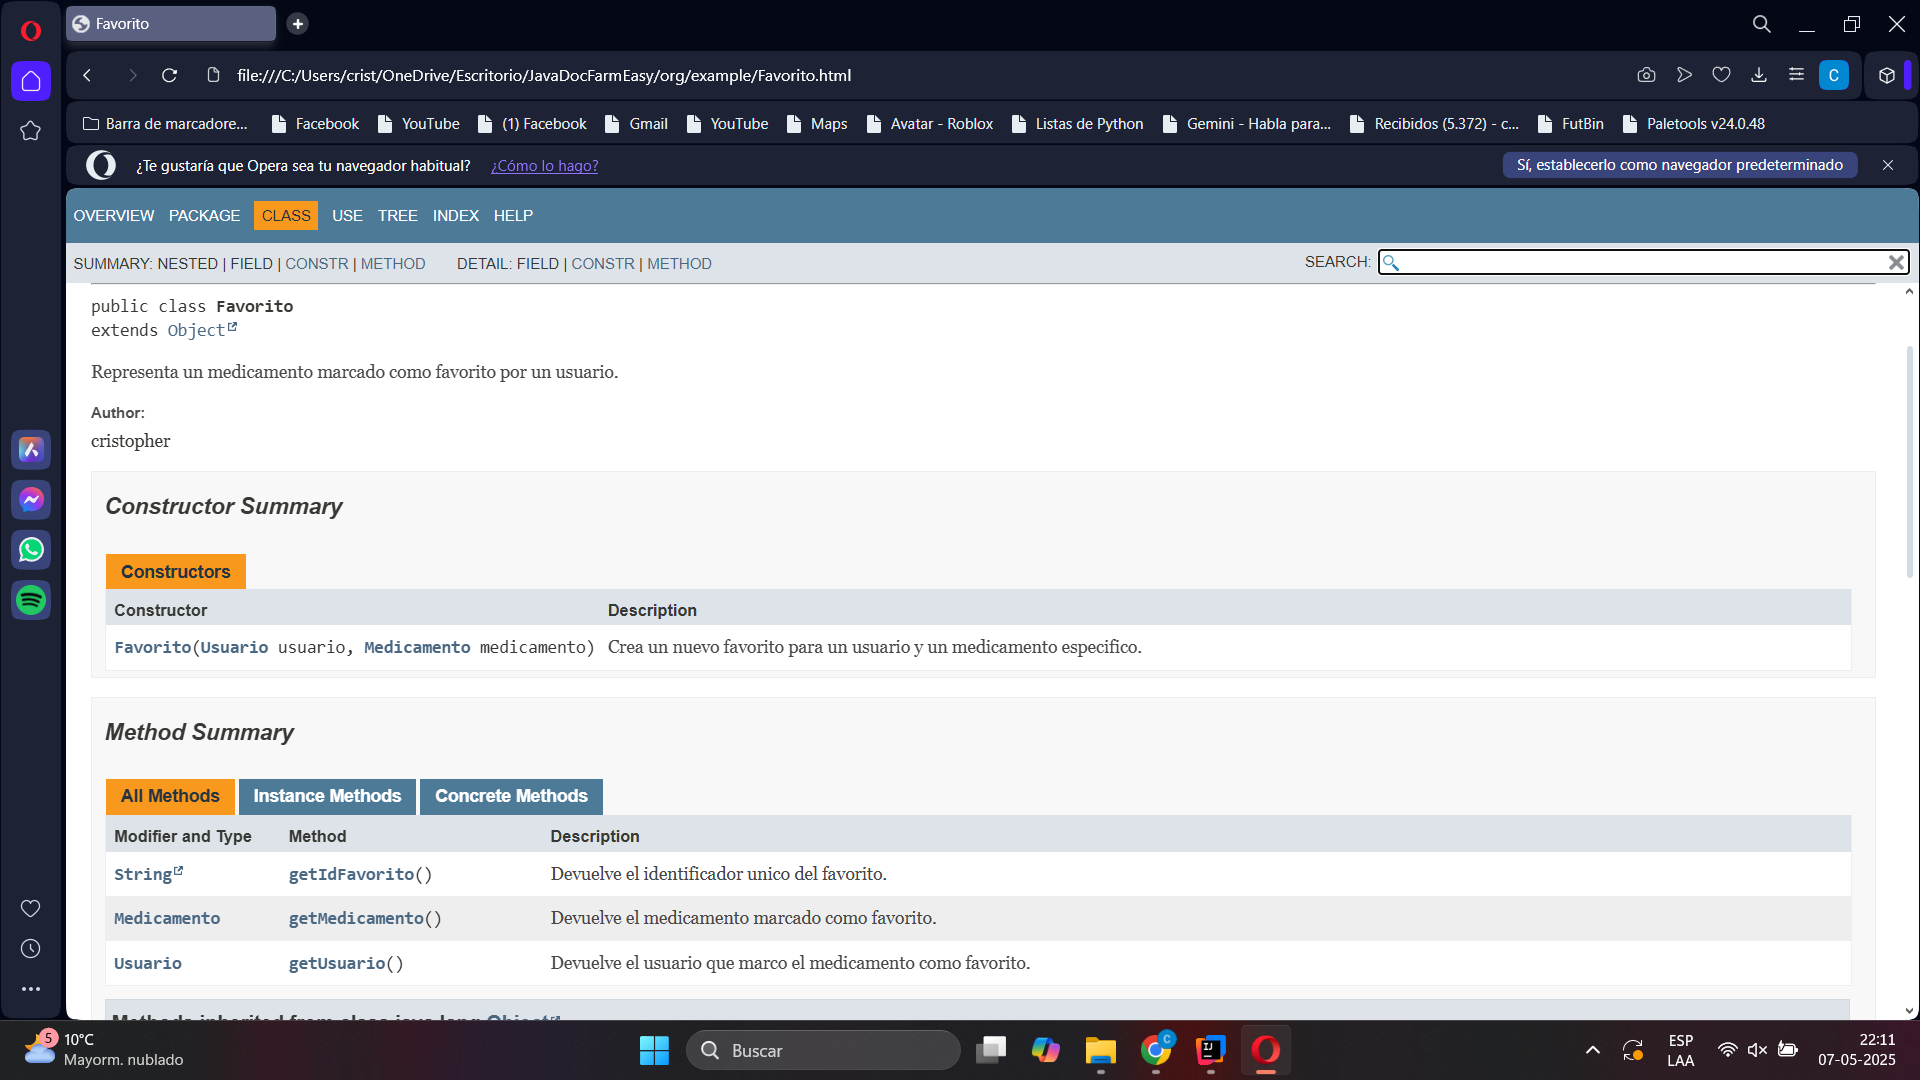 Favorito
file:///C:/Users/crist/OneDrive/Escritorio/JavaDocFarmEasy/org/example/Favorito.html
C
Barra de marcadore... Facebook YouTube (1) Facebook Gmail YouTube Maps Avatar - Roblox Listas de Python Gemini - Habla para... Recibidos (5.372) - c... FutBin Paletools v24.0.48
¿Te gustaría que Opera sea tu navegador habitual? ¿Cómo lo hago? Sí, establecerlo como navegador predeterminado
OVERVIEW PACKAGE CLASS USE TREE INDEX HELP
SUMMARY: NESTED | FIELD | CONSTR | METHOD DETAIL: FIELD | CONSTR | METHOD SEARCH:
public class Favorito
extends Object
Representa un medicamento marcado como favorito por un usuario.
Author:
cristopher
Constructor Summary
Constructors
Constructor Description
Favorito(Usuario usuario, Medicamento medicamento) Crea un nuevo favorito para un usuario y un medicamento especifico.
Method Summary
All Methods Instance Methods Concrete Methods
Modifier and Type Method Description
String getIdFavorito() Devuelve el identificador unico del favorito.
Medicamento getMedicamento() Devuelve el medicamento marcado como favorito.
Usuario getUsuario() Devuelve el usuario que marco el medicamento como favorito.
Methods inherited from class java.lang.Object
5 10°C
Mayorm. nublado
Buscar
C
ESP
LAA
22:11
07-05-2025